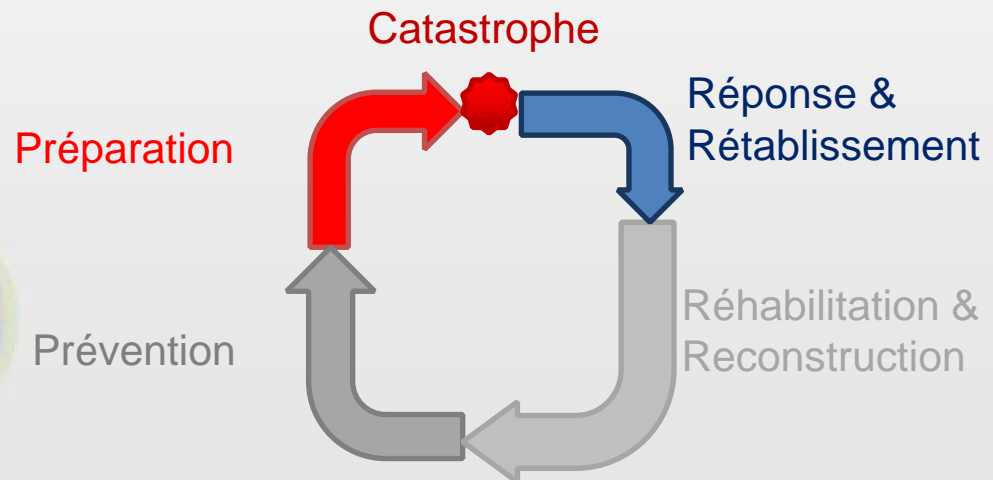 Catastrophe
Préparation
Réponse &
Rétablissement
Prévention
Réhabilitation &
Reconstruction